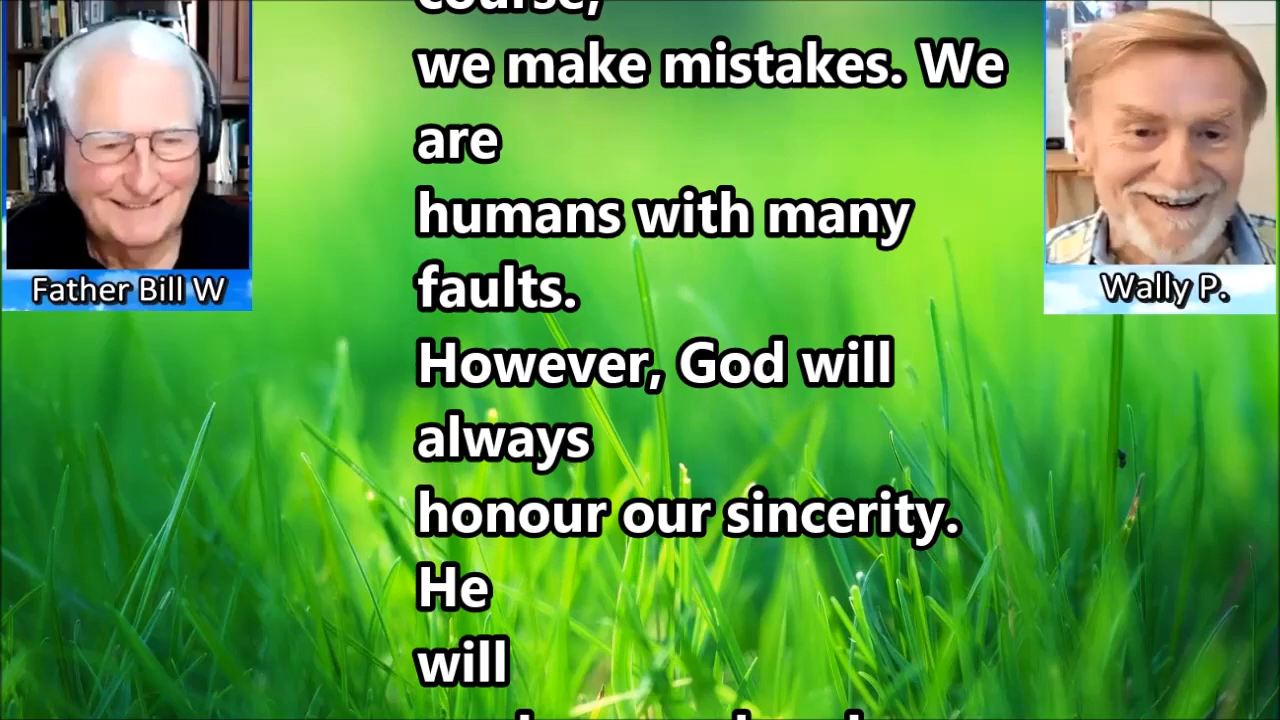 course,
we make mistakes. We
are
humans with many
faults.
However, God will
always
honour our sincerity.
He
will
Father Bill W
Wally P.